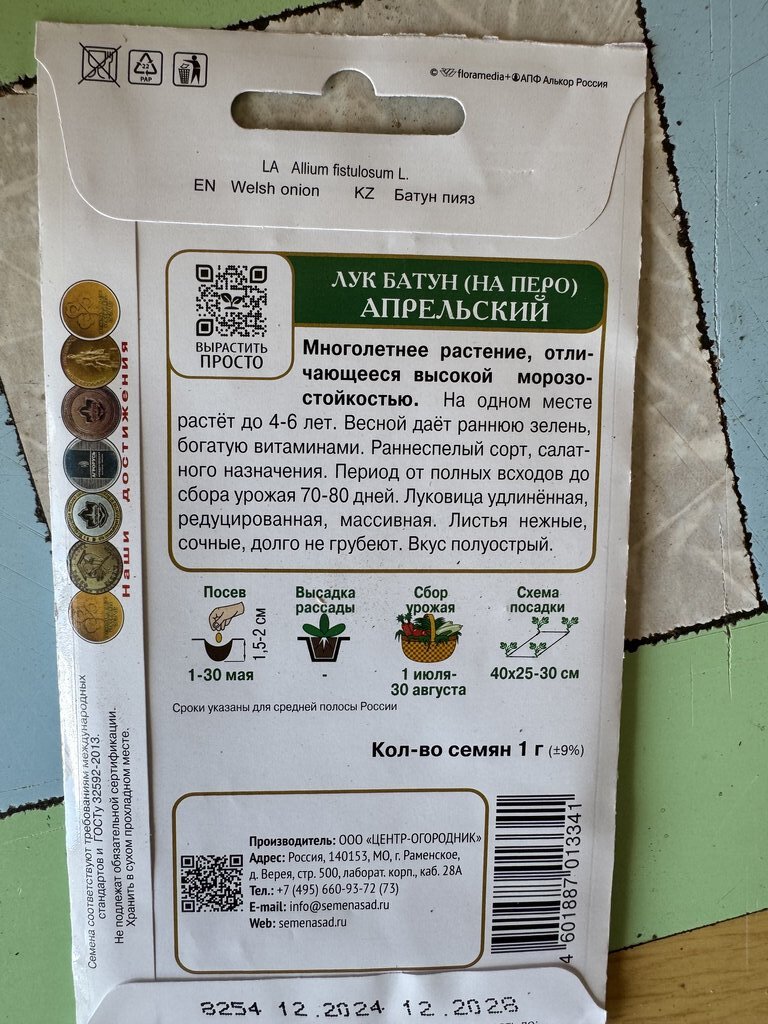 22
PAP
© floramedia+ АПФ Алькор Россия
LA Allium fistulosum L.
EN Welsh onion KZ Батун пияз
ВЫРАСТИТЬ
ПРОСТО
ЛУК БАТУН (НА ПЕРО)
АПРЕЛЬСКИЙ
Многолетнее растение, отли-
чающееся высокой морозо-
стойкостью. На одном месте
растёт до 4-6 лет. Весной даёт раннюю зелень,
богатую витаминами. Раннеспелый сорт, салат-
ного назначения. Период от полных всходов до
сбора урожая 70-80 дней. Луковица удлинённая,
редуцированная, массивная. Листья нежные,
сочные, долго не грубеют. Вкус полуострый.
наши достижения
Посев
1,5-2 см
1-30 мая
Высадка
рассады
-
Сбор
урожая
1 июля-
30 августа
Схема
посадки
40х25-30 см
Сроки указаны для средней полосы России
Кол-во семян 1 г (±9%)
Семена соответствуют требованиям международных
стандартов и ГОСТу 32592-2013.
Не подлежат обязательной сертификации.
Хранить в сухом прохладном месте.
Производитель: ООО «ЦЕНТР-ОГОРОДНИК»
Адрес: Россия, 140153, МО, г. Раменское,
д. Верея, стр. 500, лаборат. корп., каб. 28А
Тел.: +7 (495) 660-93-72 (73)
E-mail: info@semenasad.ru
Web: semenasad.ru
4 601887 013341
8254 12.2024 12.2028